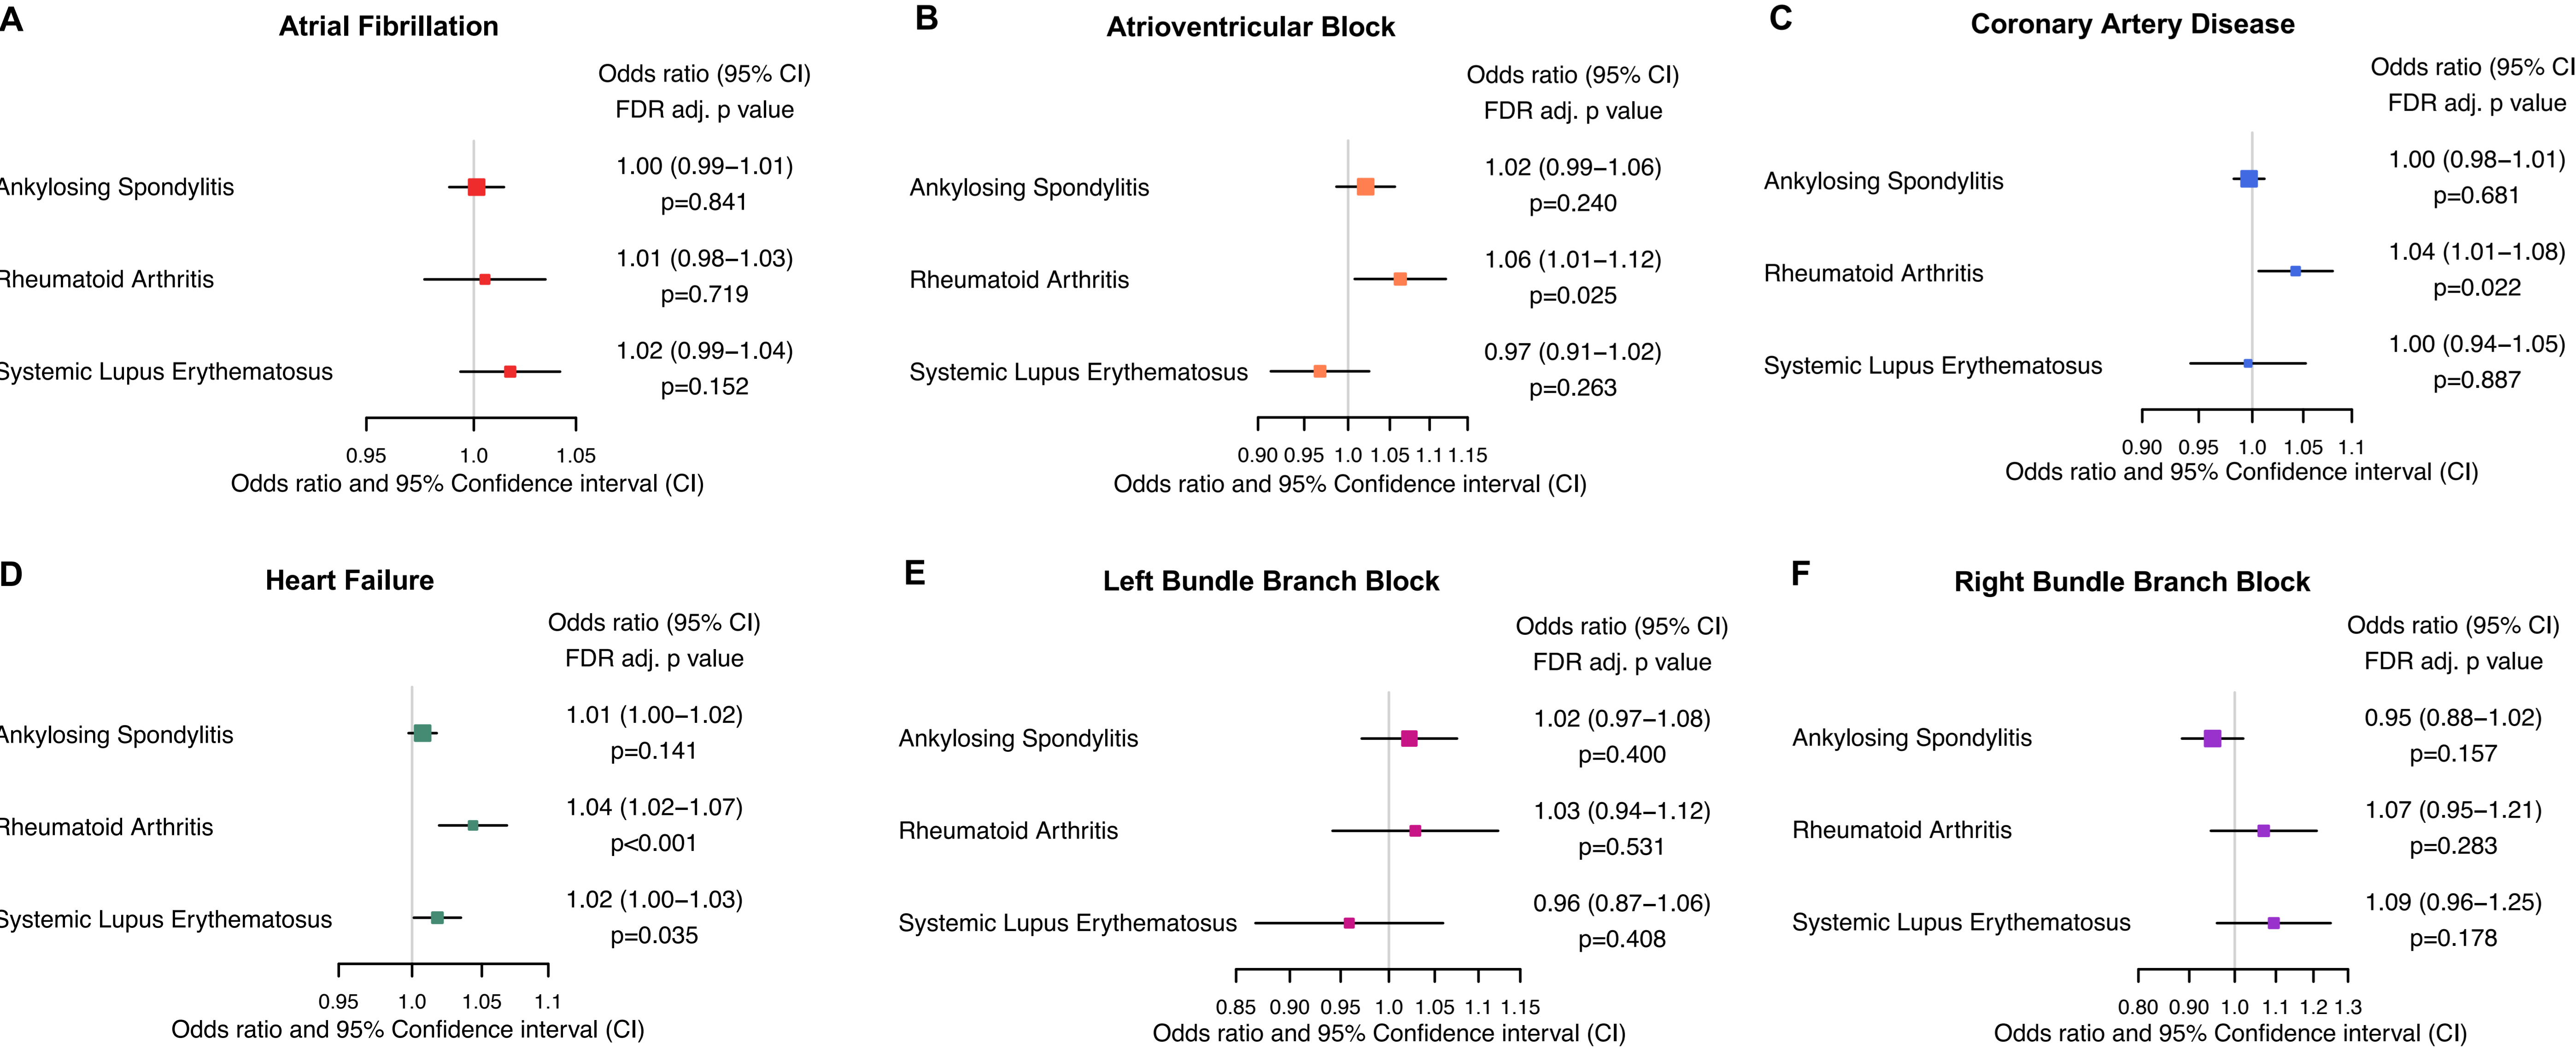 A
Atrial Fibrillation
Odds ratio (95% CI)
FDR adj. p value
Ankylosing Spondylitis
1.00 (0.99–1.01)
p=0.841
Rheumatoid Arthritis
1.01 (0.98–1.03)
p=0.719
Systemic Lupus Erythematosus
1.02 (0.99–1.04)
p=0.152
0.95 1.0 1.05
Odds ratio and 95% Confidence interval (CI)
B
Atrioventricular Block
Odds ratio (95% CI)
FDR adj. p value
Ankylosing Spondylitis
1.02 (0.99–1.06)
p=0.240
Rheumatoid Arthritis
1.06 (1.01–1.12)
p=0.025
Systemic Lupus Erythematosus
0.97 (0.91–1.02)
p=0.263
0.90 0.95 1.0 1.05 1.1 1.15
Odds ratio and 95% Confidence interval (CI)
C
Coronary Artery Disease
Odds ratio (95% CI
FDR adj. p value
Ankylosing Spondylitis
1.00 (0.98–1.01)
p=0.681
Rheumatoid Arthritis
1.04 (1.01–1.08)
p=0.022
Systemic Lupus Erythematosus
1.00 (0.94–1.05)
p=0.887
0.90 0.95 1.0 1.05 1.1
Odds ratio and 95% Confidence interval (CI)
D
Heart Failure
Odds ratio (95% CI)
FDR adj. p value
Ankylosing Spondylitis
1.01 (1.00–1.02)
p=0.141
Rheumatoid Arthritis
1.04 (1.02–1.07)
p<0.001
Systemic Lupus Erythematosus
1.02 (1.00–1.03)
p=0.035
0.95 1.0 1.05 1.1
Odds ratio and 95% Confidence interval (CI)
E
Left Bundle Branch Block
Odds ratio (95% CI)
FDR adj. p value
Ankylosing Spondylitis
1.02 (0.97–1.08)
p=0.400
Rheumatoid Arthritis
1.03 (0.94–1.12)
p=0.531
Systemic Lupus Erythematosus
0.96 (0.87–1.06)
p=0.408
0.85 0.90 0.95 1.0 1.05 1.1 1.15
Odds ratio and 95% Confidence interval (CI)
F
Right Bundle Branch Block
Odds ratio (95% CI)
FDR adj. p value
Ankylosing Spondylitis
0.95 (0.88–1.02)
p=0.157
Rheumatoid Arthritis
1.07 (0.95–1.21)
p=0.283
Systemic Lupus Erythematosus
1.09 (0.96–1.25)
p=0.178
0.80 0.90 1.0 1.1 1.2 1.3
Odds ratio and 95% Confidence interval (CI)